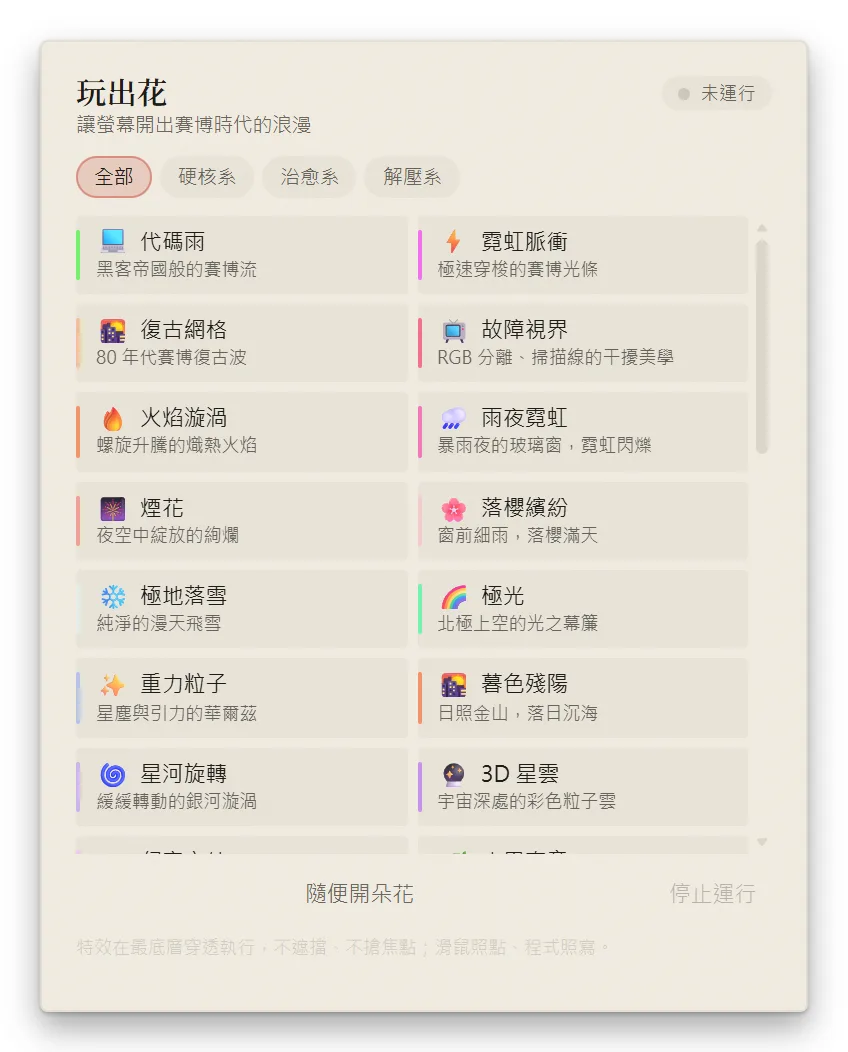 玩出花
未運行
讓螢幕開出賽博時代的浪漫
全部
硬核系
治愈系
解壓系
代碼雨
黑客帝國般的賽博流
霓虹脈衝
極速穿梭的賽博光條
復古網格
80 年代賽博復古波
故障視界
RGB 分離、掃描線的干擾美學
火焰漩渦
螺旋升騰的熾熱火焰
雨夜霓虹
暴雨夜的玻璃窗，霓虹閃爍
煙花
夜空中綻放的絢爛
落櫻繽紛
窗前細雨，落櫻滿天
極地落雪
純淨的漫天飛雪
極光
北極上空的光之幕簾
重力粒子
星塵與引力的華爾茲
暮色殘陽
日照金山，落日沉海
星河旋轉
緩緩轉動的銀河漩渦
3D 星雲
宇宙深處的彩色粒子雲
隨便開朵花
停止運行
特效在最底層穿透執行，不遮擋、不搶焦點；滑鼠照點、程式照寫。